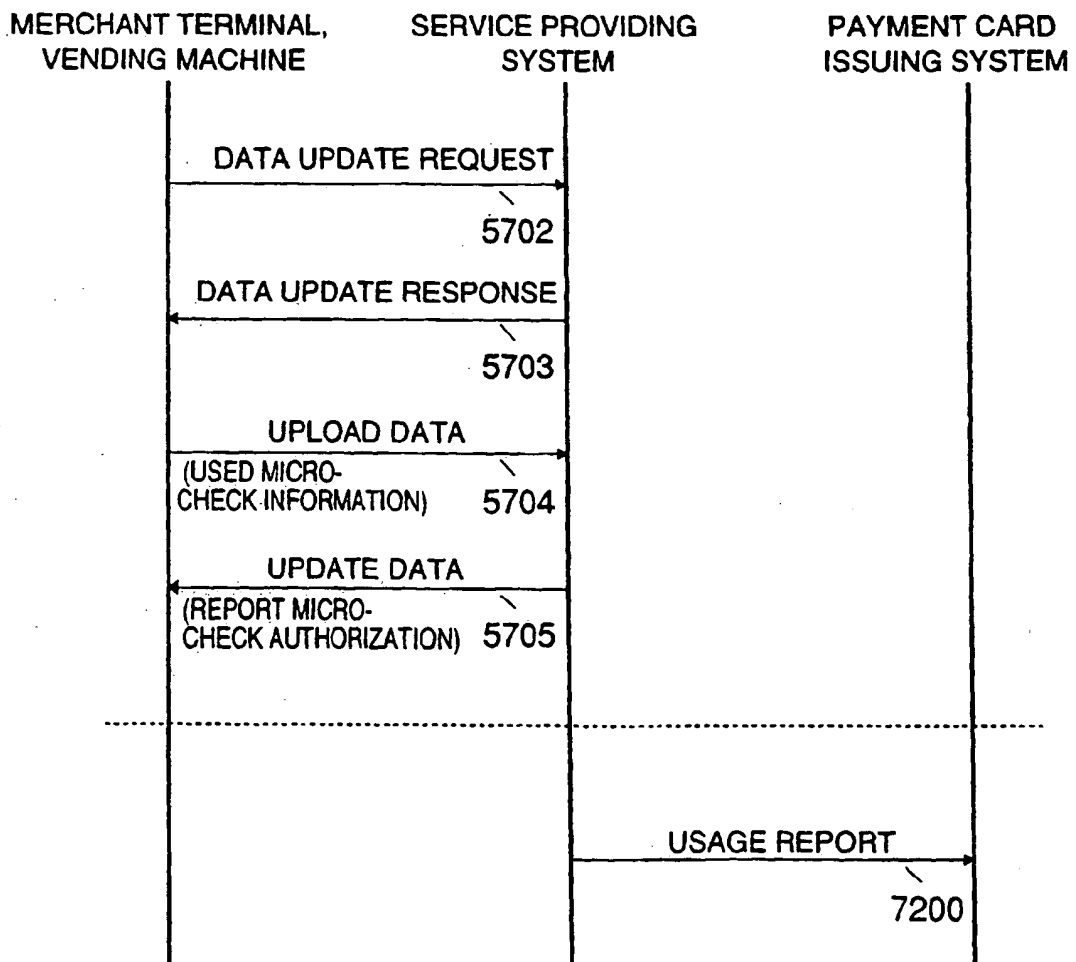 MERCHANT TERMINAL,
VENDING MACHINE
SERVICE PROVIDING
SYSTEM
PAYMENT CARD
ISSUING SYSTEM
DATA UPDATE REQUEST
5702
DATA UPDATE RESPONSE
5703
UPLOAD DATA
(USED MICRO-
CHECK INFORMATION)
5704
UPDATE DATA
(REPORT MICRO-
CHECK AUTHORIZATION)
5705
USAGE REPORT
7200